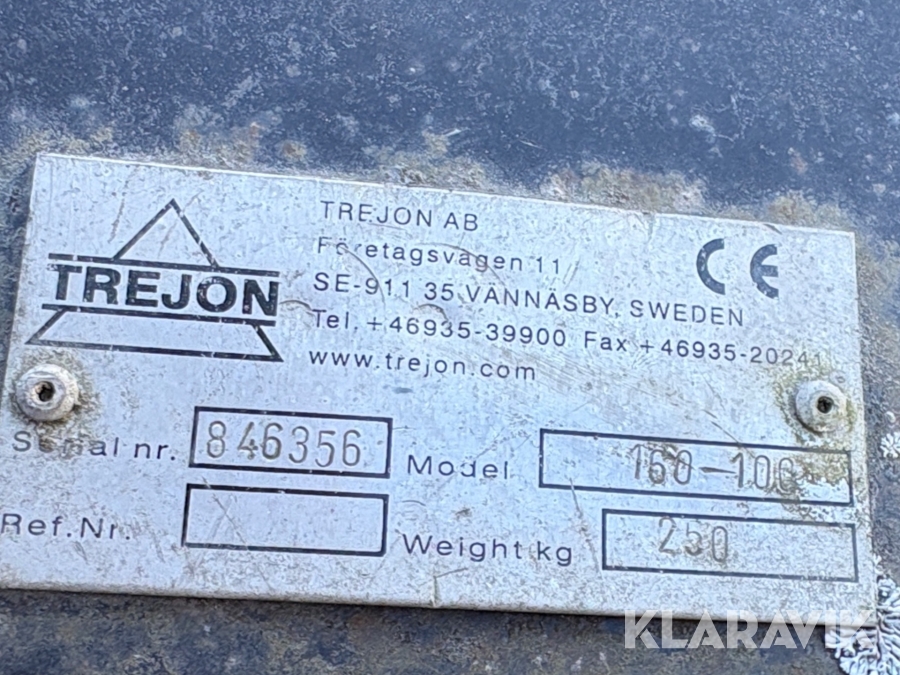 TREJON
TREJON AB
Företagsvägen 11
SE-911 35 VÄNNÄSBY, SWEDEN
Tel. +46935-39900 Fax +46935-20241
www.trejon.com
CE
Serial nr. 846356 Model 160-100
Ref.Nr. Weight kg 250
KLARAVIK